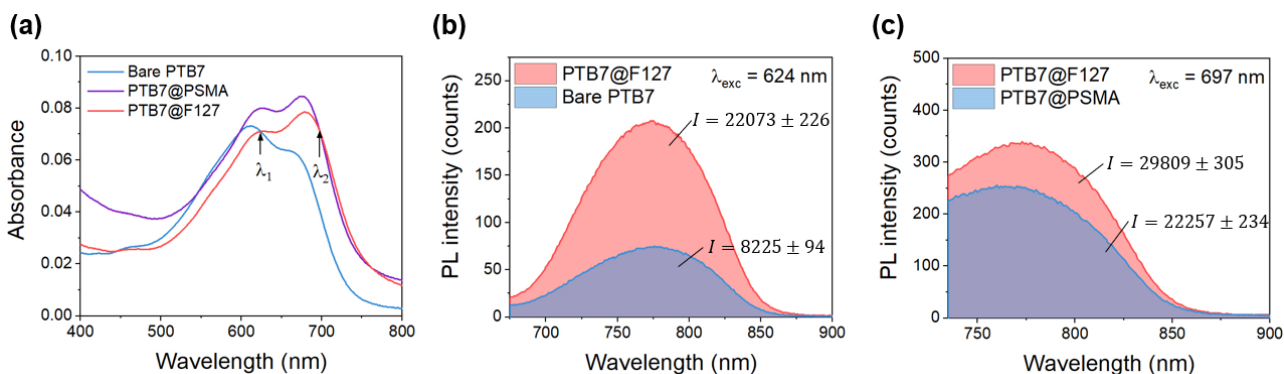 (a)
Absorbance
0.10
0.08
0.06
0.04
0.02
0.00
Bare PTB7
PTB7@PSMA
PTB7@F127
λ1
λ2
400
500
600
700
800
Wavelength (nm)
(b)
PL intensity (counts)
250
200
150
100
50
0
PTB7@F127
Bare PTB7
λexc = 624 nm
I = 22073 ± 226
I = 8225 ± 94
700
750
800
850
900
Wavelength (nm)
(c)
PL intensity (counts)
500
400
300
200
100
0
PTB7@F127
PTB7@PSMA
λexc = 697 nm
I = 29809 ± 305
I = 22257 ± 234
750
800
850
900
Wavelength (nm)